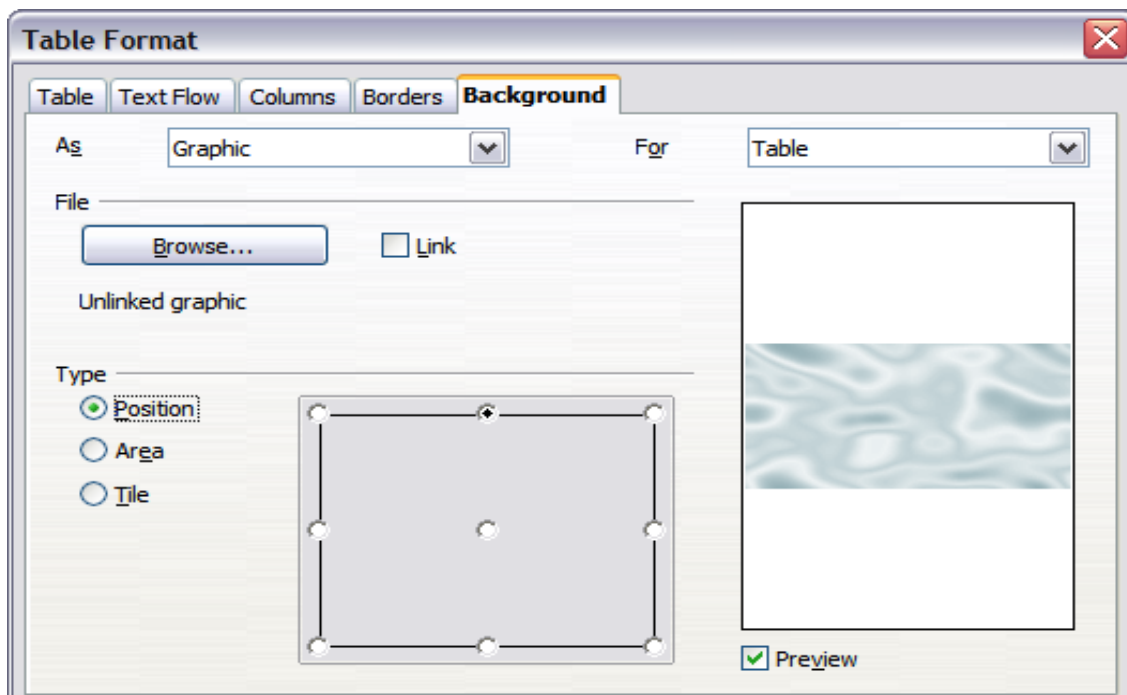 Table Format
Table Text Flow Columns Borders Background
As Graphic For Table
File
Browse... Link
Unlinked graphic
Type
Position
Area
Tile
Preview